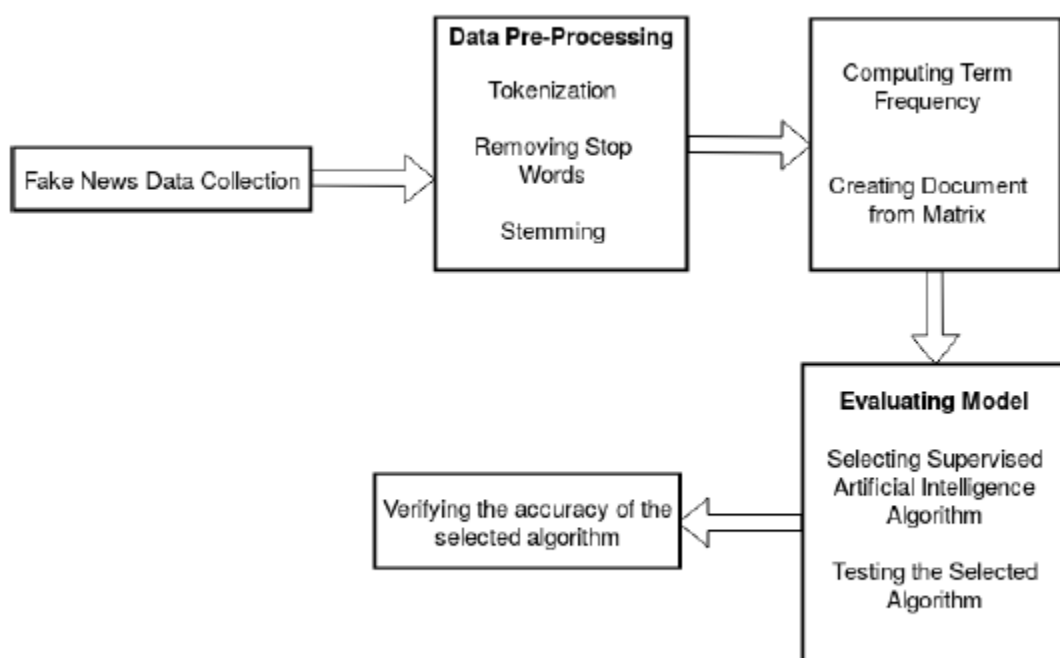 Fake News Data Collection
Data Pre-Processing
Tokenization
Removing Stop
Words
Stemming
Computing Term
Frequency
Creating Document
from Matrix
Evaluating Model
Selecting Supervised
Artificial Intelligence
Algorithm
Testing the Selected
Algorithm
Verifying the accuracy of the
selected algorithm